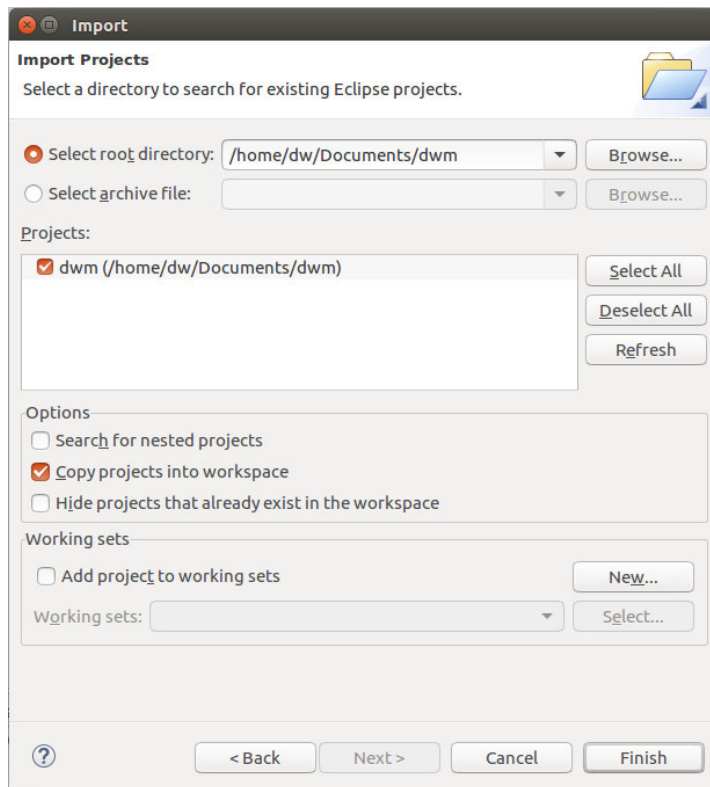 Import
Import Projects
Select a directory to search for existing Eclipse projects.
Select root directory: /home/dw/Documents/dwm Browse...
Select archive file: Browse...
Projects:
dwm (/home/dw/Documents/dwm)
Select All
Deselect All
Refresh
Options
Search for nested projects
Copy projects into workspace
Hide projects that already exist in the workspace
Working sets
Add project to working sets New...
Working sets: Select...
? < Back Next > Cancel Finish